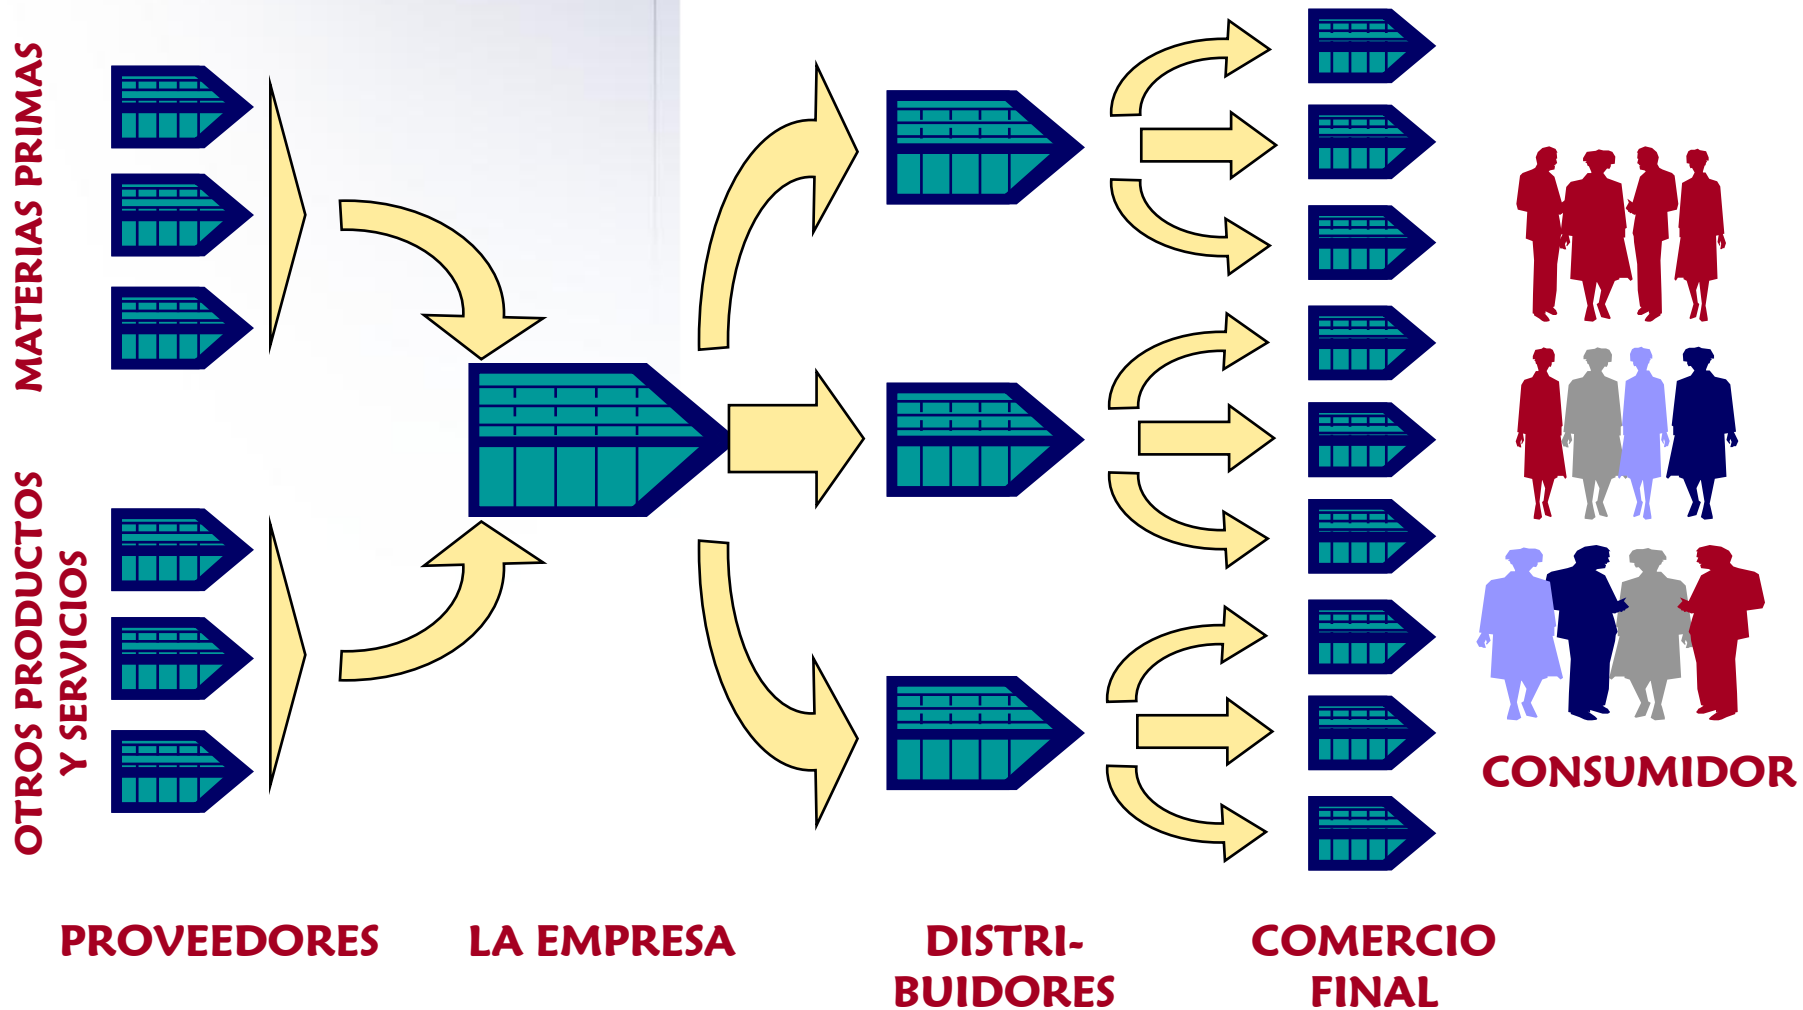 MATERIAS PRIMAS
OTROS PRODUCTOS
Y SERVICIOS
CONSUMIDOR
PROVEEDORES
LA EMPRESA
DISTRI-
BUIDORES
COMERCIO
FINAL